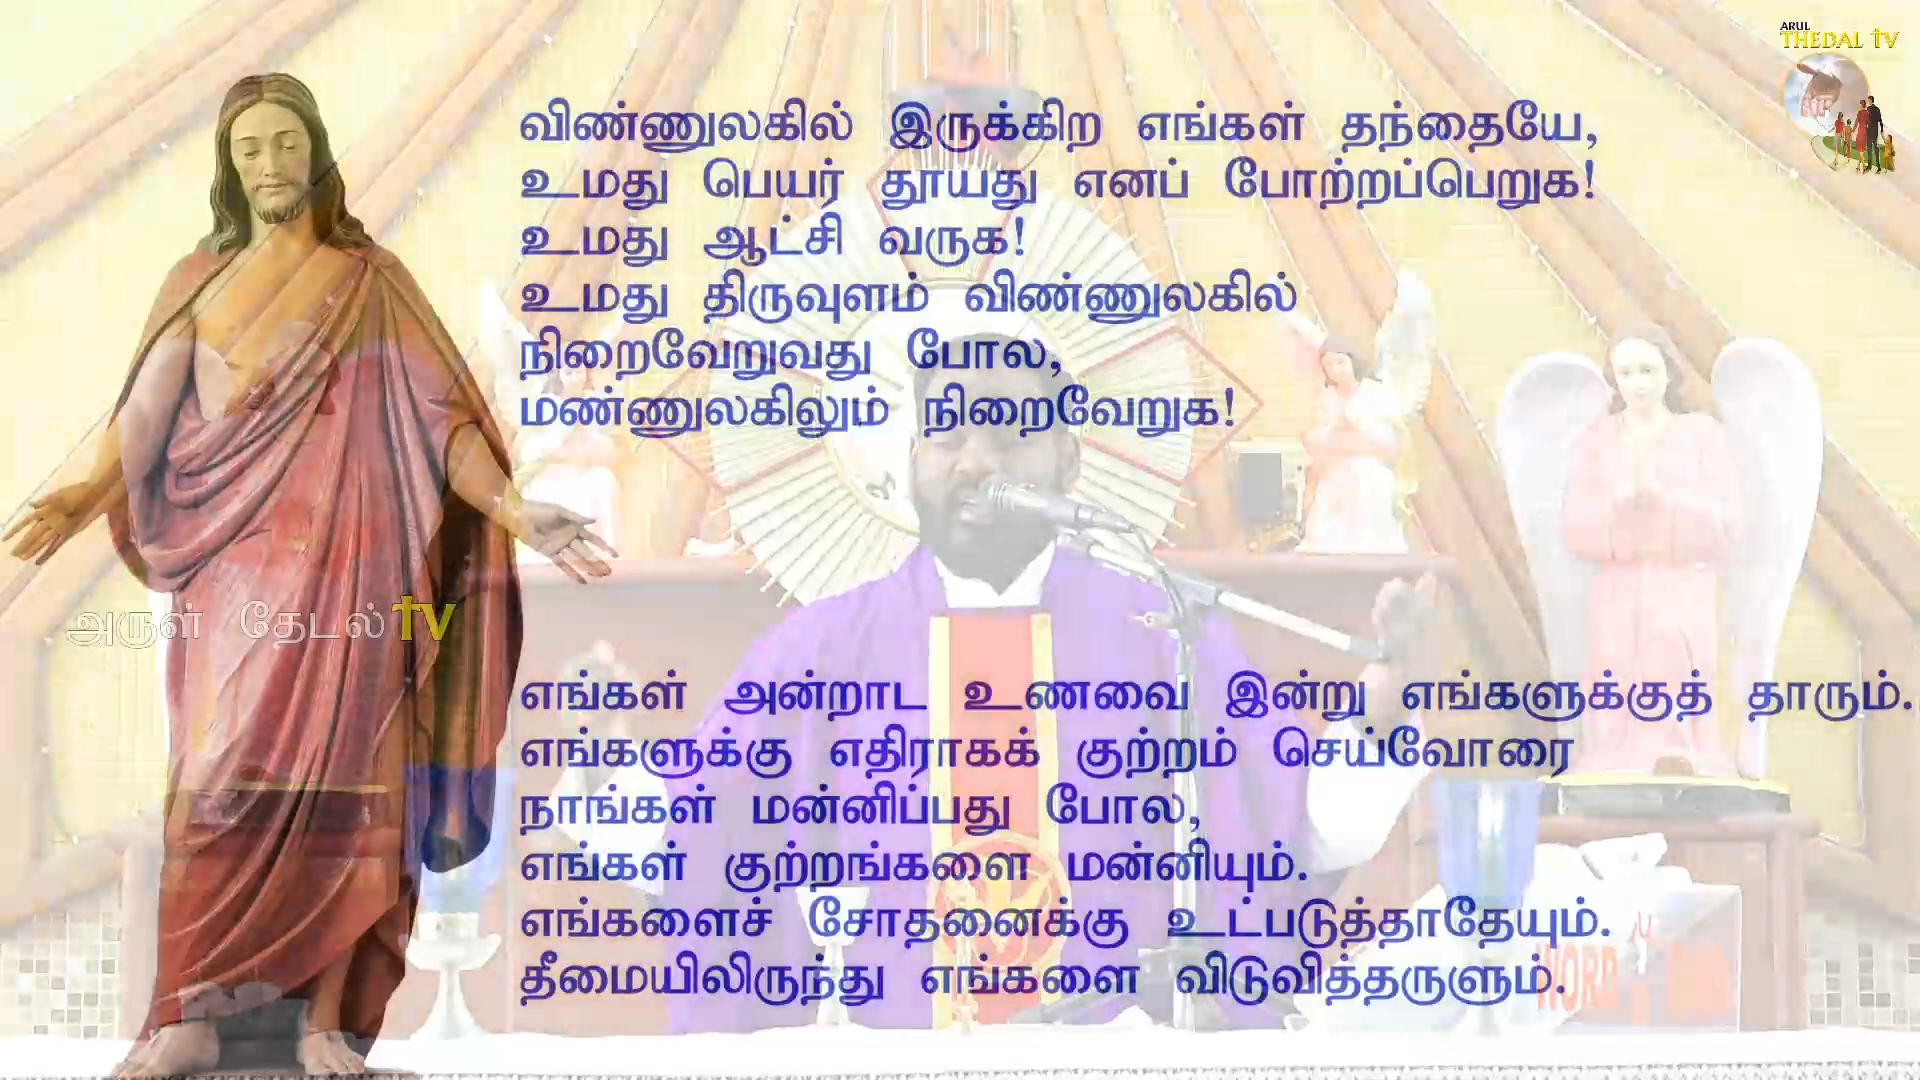 ARUL
THEDAL TV
விண்ணுலகில் இருக்கிற எங்கள் தந்தையே,
உமது பெயர் தூயது எனப் போற்றப்பெறுக!
உமது ஆட்சி வருக!
உமது திருவுளம் விண்ணுலகில்
நிறைவேறுவது போல,
மண்ணுலகிலும் நிறைவேறுக!
அருள் தேடல் TV
எங்கள் அன்றாட உணவை இன்று எங்களுக்குத் தாரும்.
எங்களுக்கு எதிராகக் குற்றம் செய்வோரை
நாங்கள் மன்னிப்பது போல,
எங்கள் குற்றங்களை மன்னியும்.
எங்களைச் சோதனைக்கு உட்படுத்தாதேயும்.
தீமையிலிருந்து எங்களை விடுவித்தருளும்.
WORD